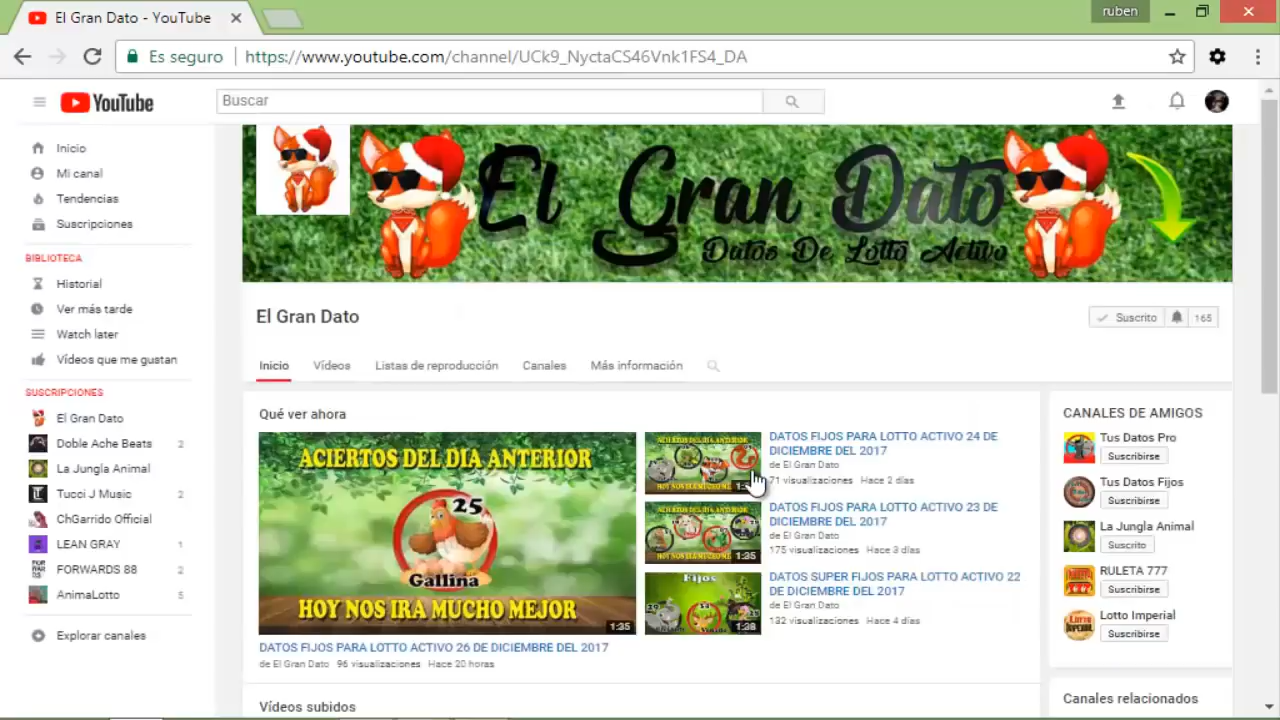 El Gran Dato - YouTube
ruben
Es seguro
https://www.youtube.com/channel/UCk9_NyctaCS46Vnk1FS4_DA
YouTube
Buscar
Inicio
Mi canal
Tendencias
Suscripciones
BIBLIOTECA
Historial
Ver más tarde
Watch later
Vídeos que me gustan
SUSCRIPCIONES
El Gran Dato
Doble Ache Beats 2
La Jungla Animal
Tucci J Music 2
ChGarrido Official
LEAN GRAY 1
FORWARDS 88 2
AnimaLotto 5
Explorar canales
El Gran Dato
Datos De Lotto Activo
El Gran Dato
Suscrito 165
Inicio Vídeos Listas de reproducción Canales Más información
Qué ver ahora
ACIERTOS DEL DIA ANTERIOR
25
Gallina
HOY NOS IRÁ MUCHO MEJOR
1:35
DATOS FIJOS PARA LOTTO ACTIVO 26 DE DICIEMBRE DEL 2017
de El Gran Dato 96 visualizaciones Hace 20 horas
ACIERTOS DEL DIA ANTERIOR
DATOS FIJOS PARA LOTTO ACTIVO 24 DE
DICIEMBRE DEL 2017
de El Gran Dato
71 visualizaciones Hace 2 días
ACIERTOS DEL DIA ANTERIOR
1:35
DATOS FIJOS PARA LOTTO ACTIVO 23 DE
DICIEMBRE DEL 2017
de El Gran Dato
175 visualizaciones Hace 3 días
Fijos
1:38
DATOS SUPER FIJOS PARA LOTTO ACTIVO 22
DE DICIEMBRE DEL 2017
de El Gran Dato
132 visualizaciones Hace 4 días
Vídeos subidos
CANALES DE AMIGOS
Tus Datos Pro
Suscribirse
Tus Datos Fijos
Suscribirse
La Jungla Animal
Suscrito
RULETA 777
Suscribirse
Lotto Imperial
Suscribirse
Canales relacionados